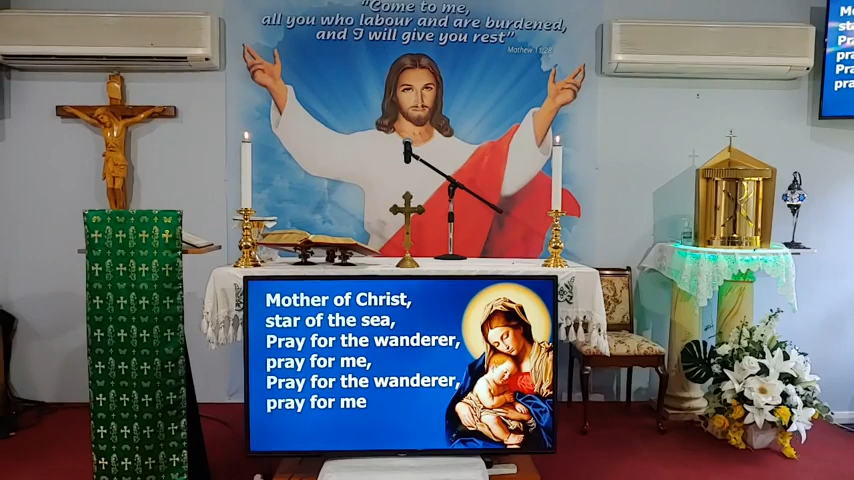 "Come to me,
all you who labour and are burdened,
and I will give you rest"
Mathew 11:28
Mother of Christ,
star of the sea,
Pray for the wanderer,
pray for me,
Pray for the wanderer,
pray for me